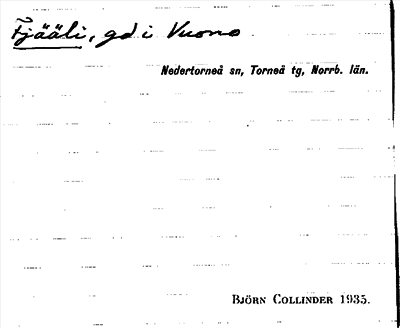 Fjääli, gd i Vuono
Nedertorneå sn, Torneå tg, Norrb. län.
BJÖRN COLLINDER 1935.